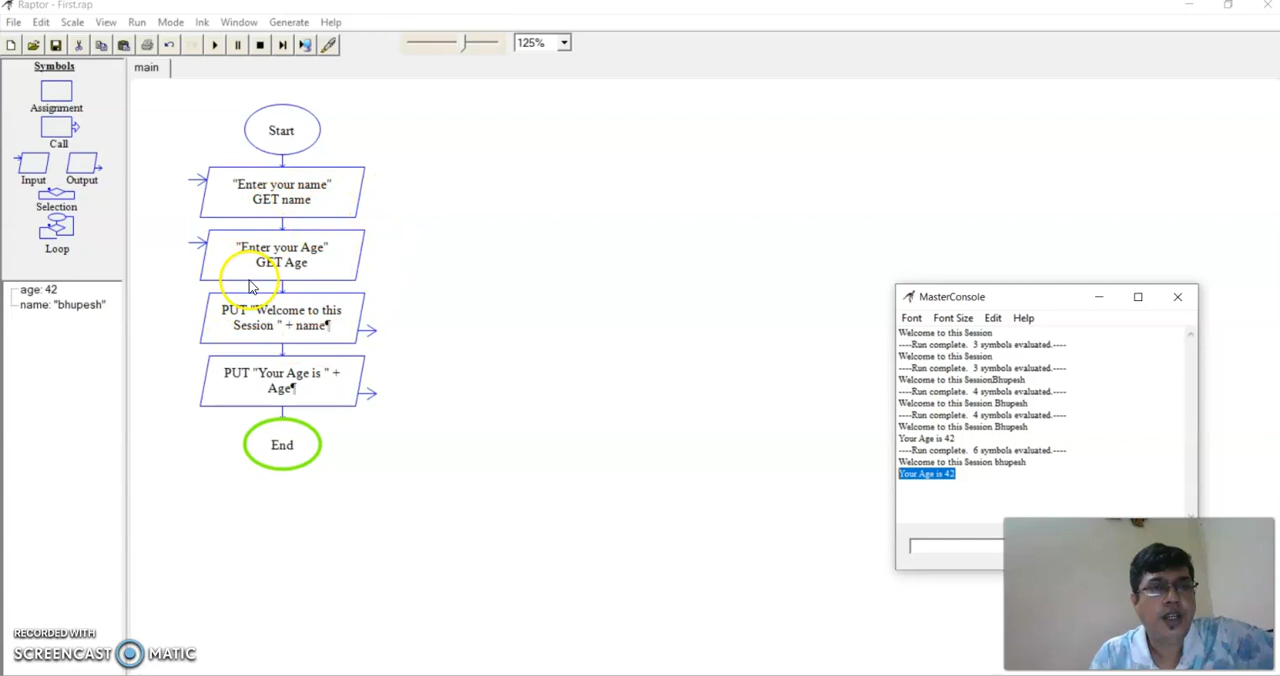 Raptor - First.rap
File Edit Scale View Run Mode Ink Window Generate Help
125%
Symbols
main
Assignment
Call
Input Output
Selection
Loop
age: 42
name: "bhupesh"
Start
"Enter your name"
GET name
"Enter your Age"
GET Age
PUT "Welcome to this
Session " + name¶
PUT "Your Age is " +
Age¶
End
MasterConsole
Font Font Size Edit Help
Welcome to this Session
----Run complete. 3 symbols evaluated.----
Welcome to this Session
----Run complete. 3 symbols evaluated.----
Welcome to this SessionBhupesh
----Run complete. 4 symbols evaluated.----
Welcome to this Session Bhupesh
----Run complete. 4 symbols evaluated.----
Welcome to this Session Bhupesh
Your Age is 42
----Run complete. 6 symbols evaluated.----
Welcome to this Session bhupesh
Your Age is 42
RECORDED WITH
SCREENCAST MATIC